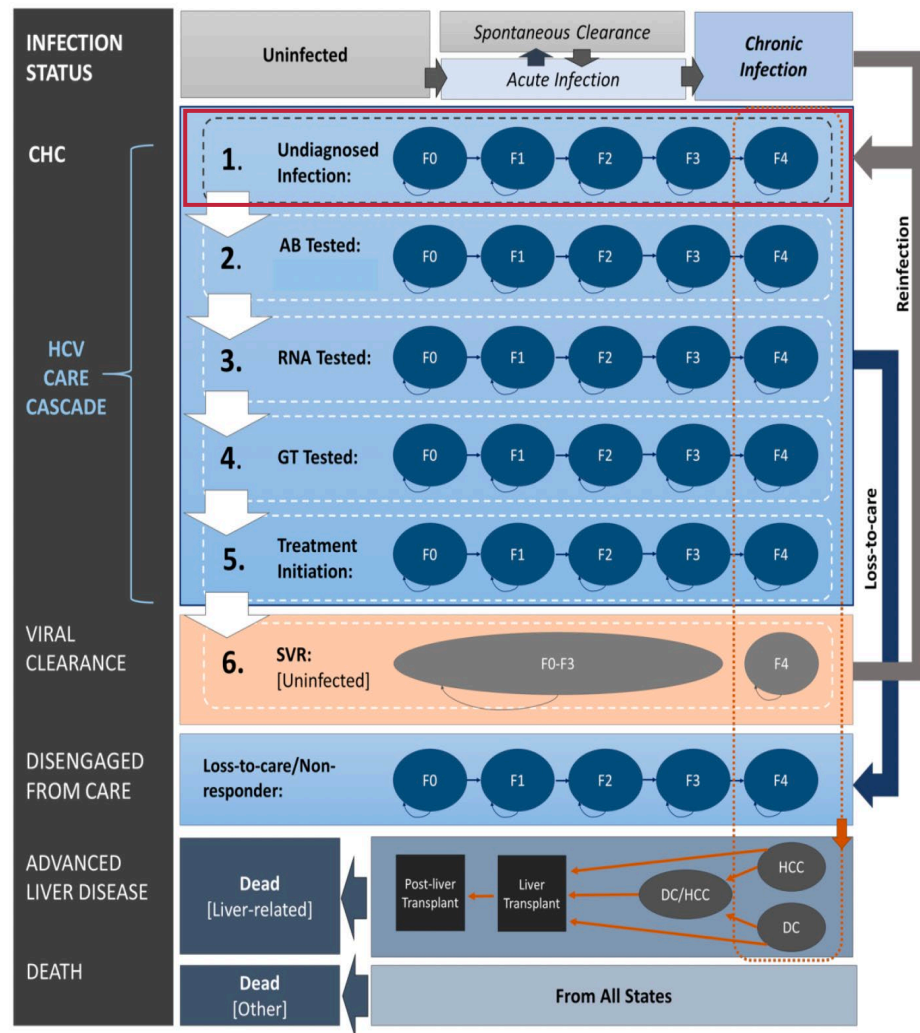 INFECTION
STATUS
Uninfected
Spontaneous Clearance
Acute Infection
Chronic
Infection
CHC
1.
Undiagnosed
Infection:
F0
F1
F2
F3
F4
2.
AB Tested:
F0
F1
F2
F3
F4
HCV
CARE
CASCADE
3.
RNA Tested:
F0
F1
F2
F3
F4
4.
GT Tested:
F0
F1
F2
F3
F4
5.
Treatment
Initiation:
F0
F1
F2
F3
F4
Reinfection
Loss-to-care
VIRAL
CLEARANCE
6.
SVR:
[Uninfected]
F0-F3
F4
DISENGAGED
FROM CARE
Loss-to-care/Non-
responder:
F0
F1
F2
F3
F4
ADVANCED
LIVER DISEASE
Dead
[Liver-related]
Post-liver
Transplant
Liver
Transplant
DC/HCC
HCC
DC
DEATH
Dead
[Other]
From All States